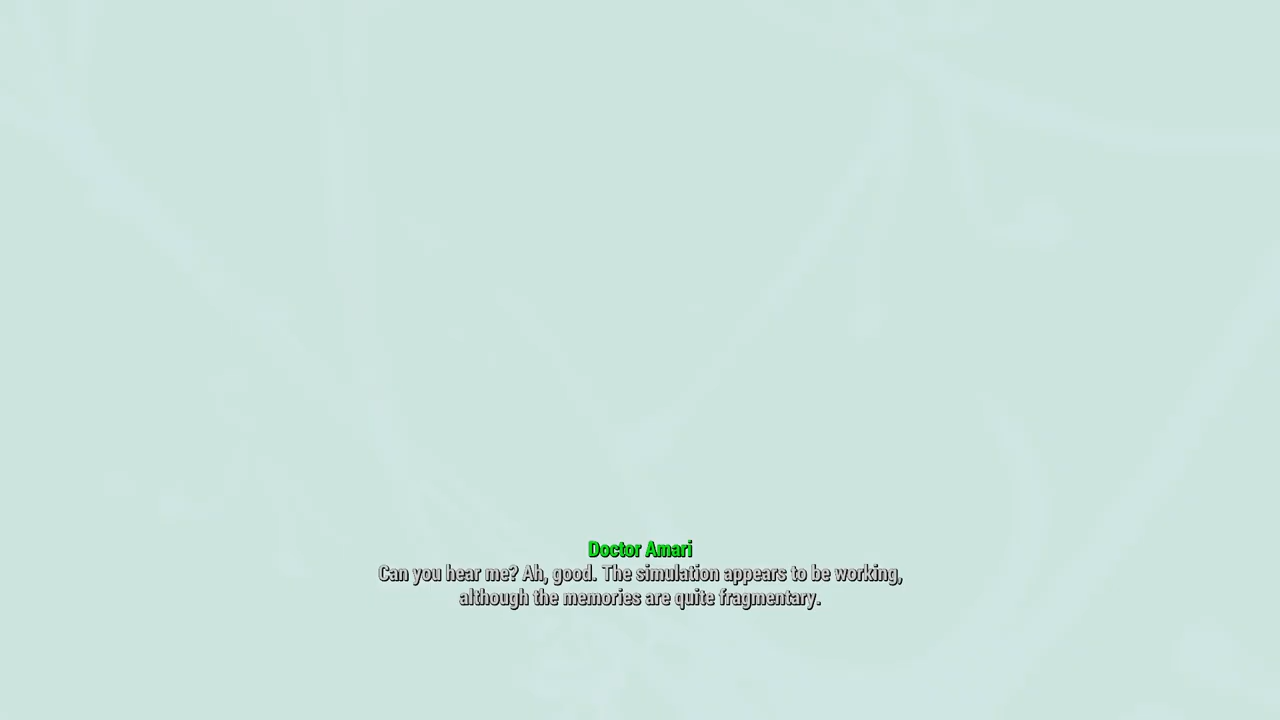 Doctor Amari
Can you hear me? Ah, good. The simulation appears to be working,
although the memories are quite fragmentary.